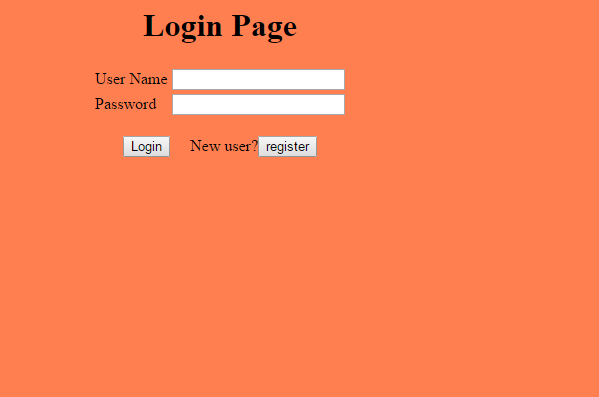 Login Page
User Name
Password
Login New user? register